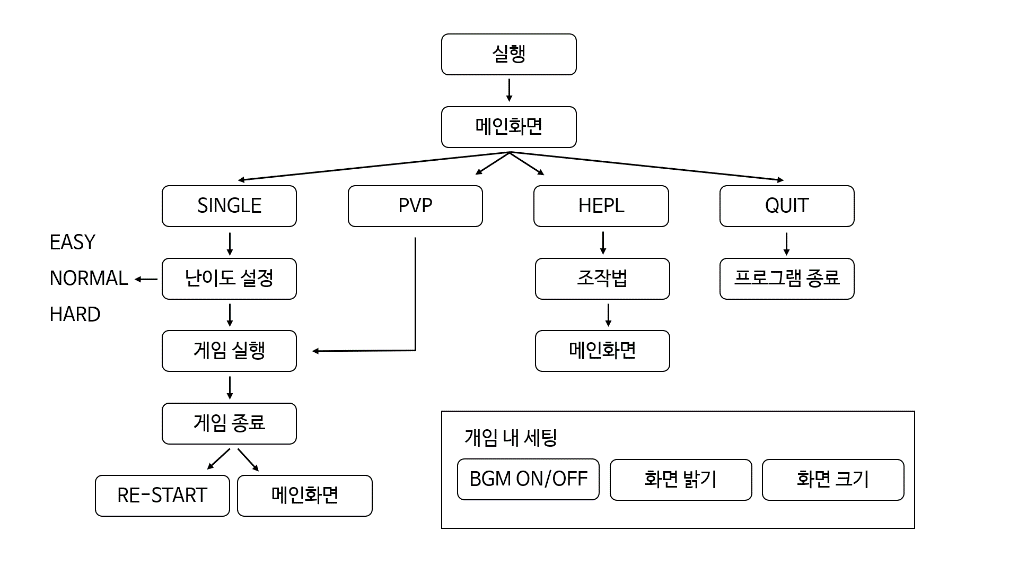 실행
메인화면
SINGLE
PVP
HEPL
QUIT
EASY
NORMAL
HARD
난이도 설정
조작법
프로그램 종료
게임 실행
메인화면
게임 종료
RE-START
메인화면
개임 내 세팅
BGM ON/OFF
화면 밝기
화면 크기